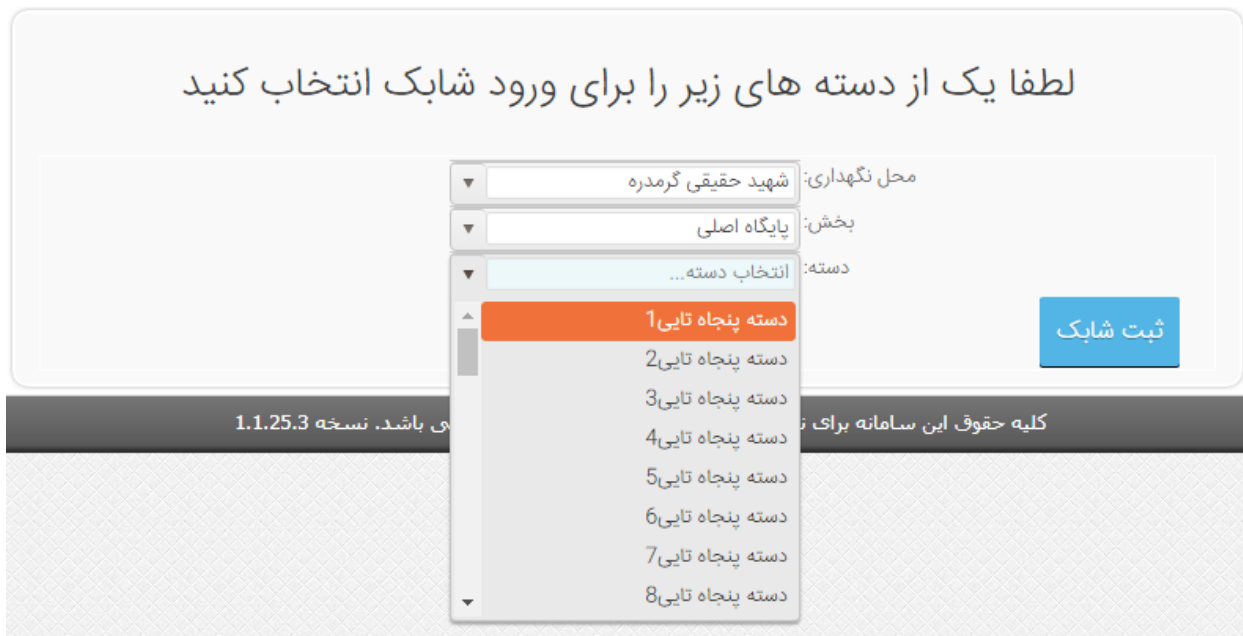 لطفا یک از دسته های زیر را برای ورود شابک انتخاب کنید
محل نگهداری: شهید حقیقی گرمدره
بخش: پایگاه اصلی
دسته: انتخاب دسته...
دسته پنجاه تایی1
دسته پنجاه تایی2
دسته پنجاه تایی3
دسته پنجاه تایی4
دسته پنجاه تایی5
دسته پنجاه تایی6
دسته پنجاه تایی7
دسته پنجاه تایی8
ثبت شابک
کلیه حقوق این سامانه برای باشد. نسخه 1.1.25.3